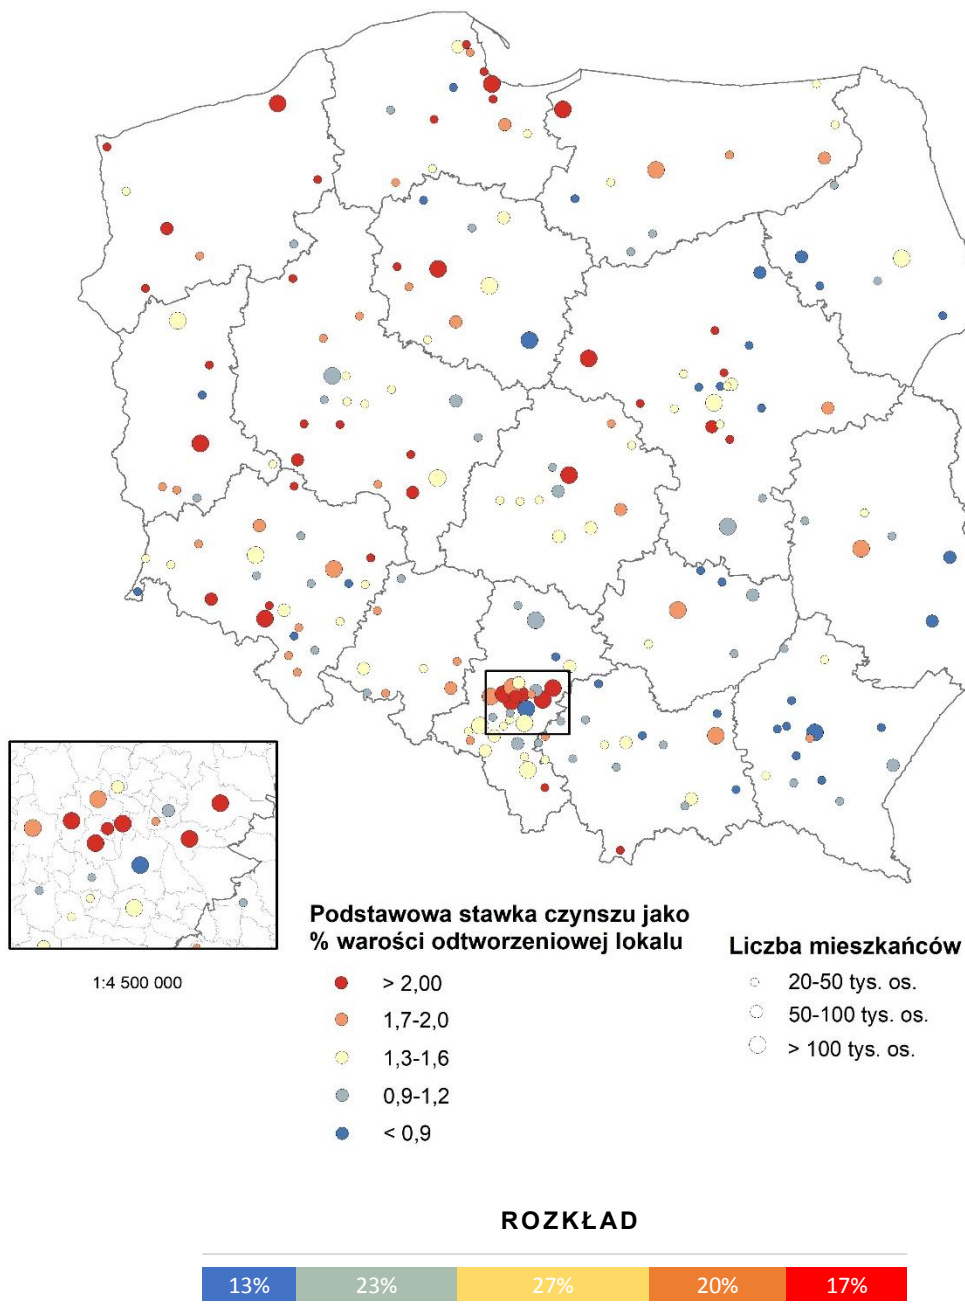 1:4 500 000
Podstawowa stawka czynszu jako
% warości odtworzeniowej lokalu
> 2,00
1,7-2,0
1,3-1,6
0,9-1,2
< 0,9
Liczba mieszkańców
20-50 tys. os.
50-100 tys. os.
> 100 tys. os.
ROZKŁAD
13% 23% 27% 20% 17%